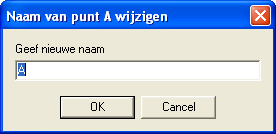 Naam van punt A wijzigen
Geef nieuwe naam
A
OK Cancel